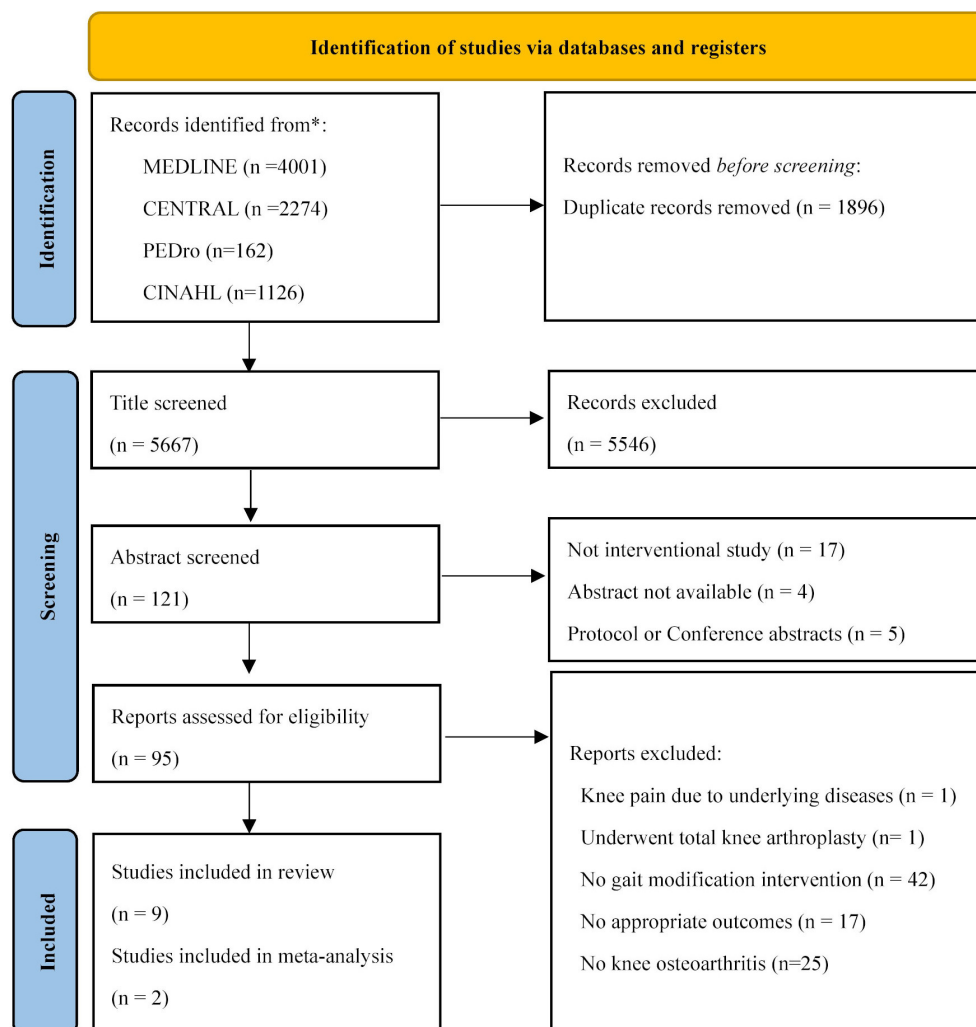 Identification of studies via databases and registers
Identification
Records identified from*:
MEDLINE (n =4001)
CENTRAL (n =2274)
PEDro (n=162)
CINAHL (n=1126)
Records removed before screening:
Duplicate records removed (n = 1896)
Screening
Title screened
(n = 5667)
Records excluded
(n = 5546)
Abstract screened
(n = 121)
Not interventional study (n = 17)
Abstract not available (n = 4)
Protocol or Conference abstracts (n = 5)
Reports assessed for eligibility
(n = 95)
Reports excluded:
Knee pain due to underlying diseases (n = 1)
Underwent total knee arthroplasty (n= 1)
No gait modification intervention (n = 42)
No appropriate outcomes (n = 17)
No knee osteoarthritis (n=25)
Included
Studies included in review
(n = 9)
Studies included in meta-analysis
(n = 2)